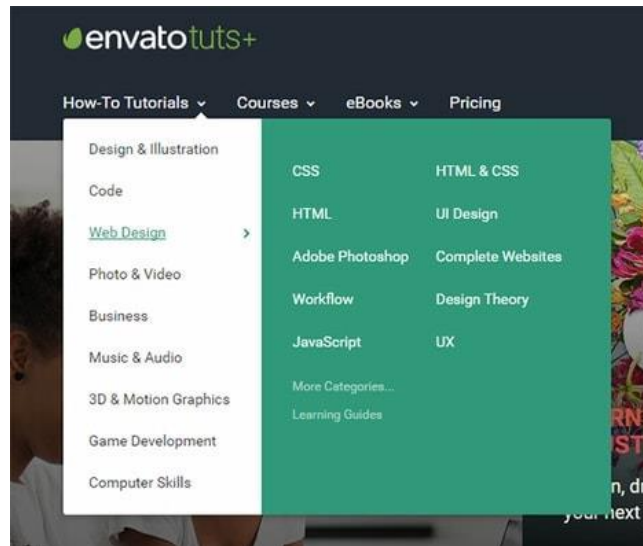 envatotuts+
How-To Tutorials Courses eBooks Pricing
Design & Illustration
Code
Web Design
Photo & Video
Business
Music & Audio
3D & Motion Graphics
Game Development
Computer Skills
CSS HTML & CSS
HTML UI Design
Adobe Photoshop Complete Websites
Workflow Design Theory
JavaScript UX
More Categories...
Learning Guides
next